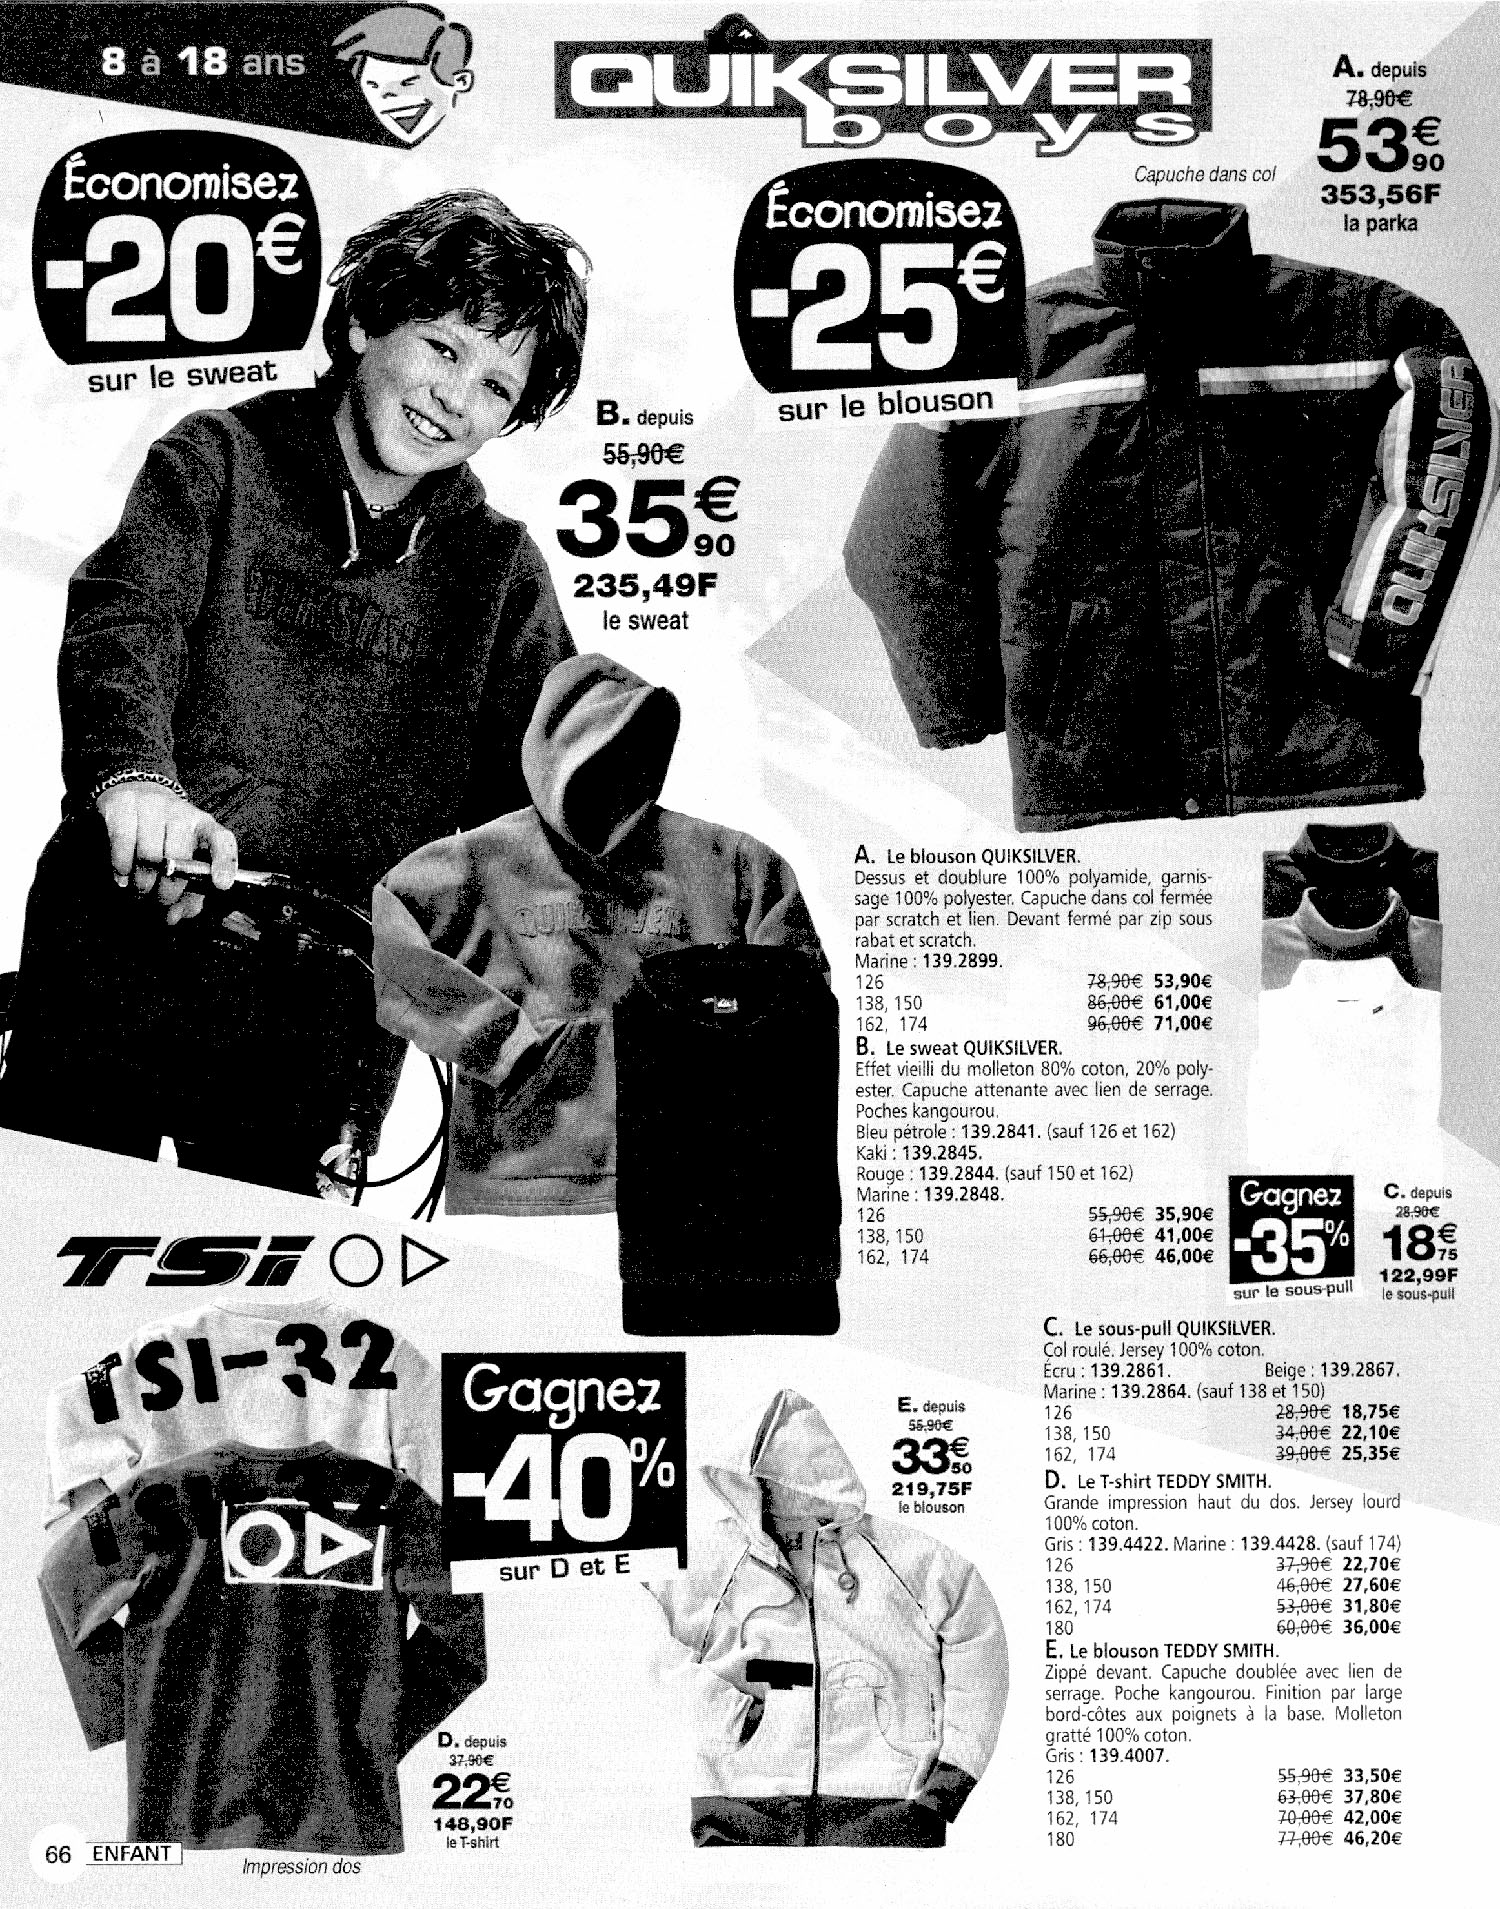 8 à 18 ans
QUIKSILVER
boys
A. depuis
78,90€
53€90
353,56F
la parka
Capuche dans col
Économisez
-20€
sur le sweat
Économisez
-25€
sur le blouson
QUIKSILVER
B. depuis
55,90€
35€90
235,49F
le sweat
QUIKSILVER
A. Le blouson QUIKSILVER.
Dessus et doublure 100% polyamide, garnis-
sage 100% polyester. Capuche dans col fermée
par scratch et lien. Devant fermé par zip sous
rabat et scratch.
Marine : 139.2899.
126 78,90€ 53,90€
138, 150 86,00€ 61,00€
162, 174 96,00€ 71,00€
B. Le sweat QUIKSILVER.
Effet vieilli du molleton 80% coton, 20% poly-
ester. Capuche attenante avec lien de serrage.
Poches kangourou.
Bleu pétrole : 139.2841. (sauf 126 et 162)
Kaki : 139.2845.
Rouge : 139.2844. (sauf 150 et 162)
Marine : 139.2848.
126 55,90€ 35,90€
138, 150 61,00€ 41,00€
162, 174 66,00€ 46,00€
Gagnez
-35%
sur le sous-pull
C. depuis
28,90€
18€75
122,99F
le sous-pull
TSi
TSI-32
TSI-32
Gagnez
-40%
sur D et E
E. depuis
55,90€
33€50
219,75F
le blouson
C. Le sous-pull QUIKSILVER.
Col roulé. Jersey 100% coton.
Écru : 139.2861. Beige : 139.2867.
Marine : 139.2864. (sauf 138 et 150)
126 28,90€ 18,75€
138, 150 34,00€ 22,10€
162, 174 39,00€ 25,35€
D. Le T-shirt TEDDY SMITH.
Grande impression haut du dos. Jersey lourd
100% coton.
Gris : 139.4422. Marine : 139.4428. (sauf 174)
126 37,90€ 22,70€
138, 150 46,00€ 27,60€
162, 174 53,00€ 31,80€
180 60,00€ 36,00€
E. Le blouson TEDDY SMITH.
Zippé devant. Capuche doublée avec lien de
serrage. Poche kangourou. Finition par large
bord-côtes aux poignets à la base. Molleton
gratté 100% coton.
Gris : 139.4007.
126 55,90€ 33,50€
138, 150 63,00€ 37,80€
162, 174 70,00€ 42,00€
180 77,00€ 46,20€
D. depuis
37,90€
22€70
148,90F
le T-shirt
66 ENFANT
Impression dos